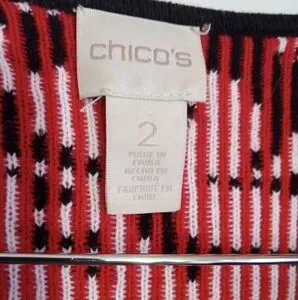 chico's
2
MADE IN
CHINA
HECHO EN
CHINA
FABRIQUÉ EN
CHINE